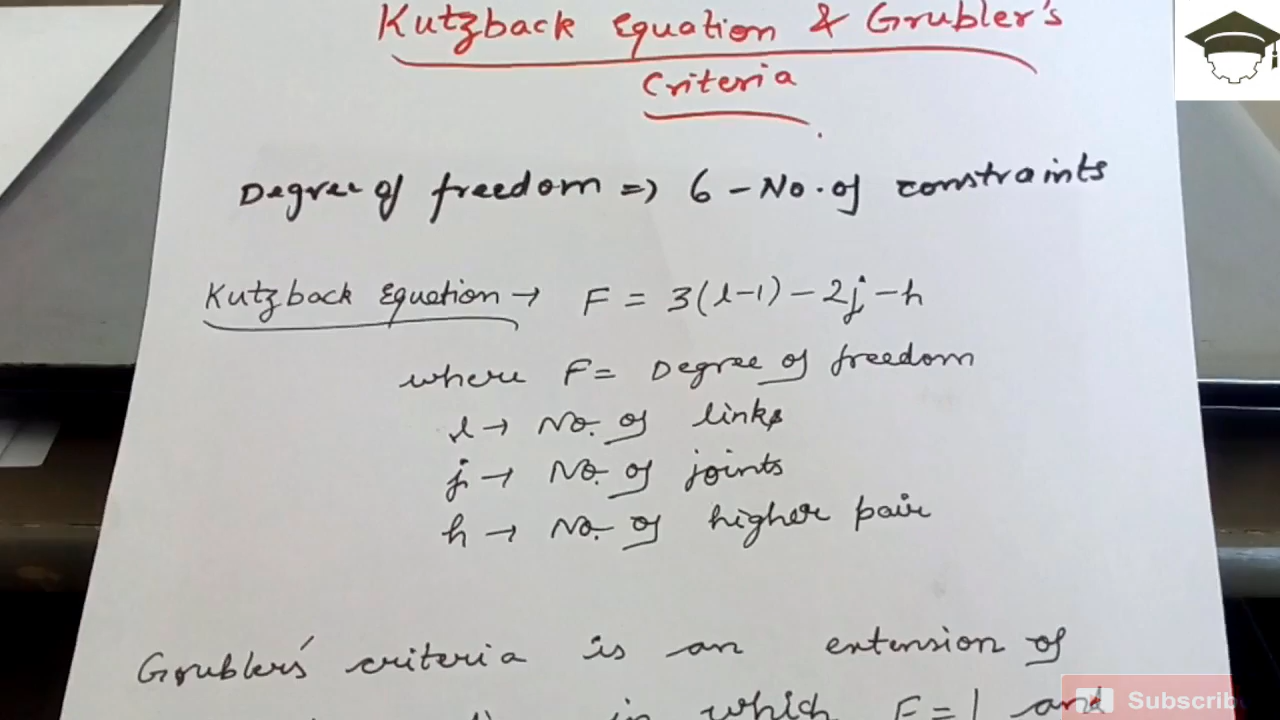 Kutzback Equation & Grubler's
Criteria
Degree of freedom => 6 - No. of constraints
Kutzback Equation → F = 3(l-1) - 2j - h
where F = Degree of freedom
l → No. of links
j → No. of joints
h → No. of higher pair
Grubler's criteria is an extension of
in which F = 1 and
Subscrib